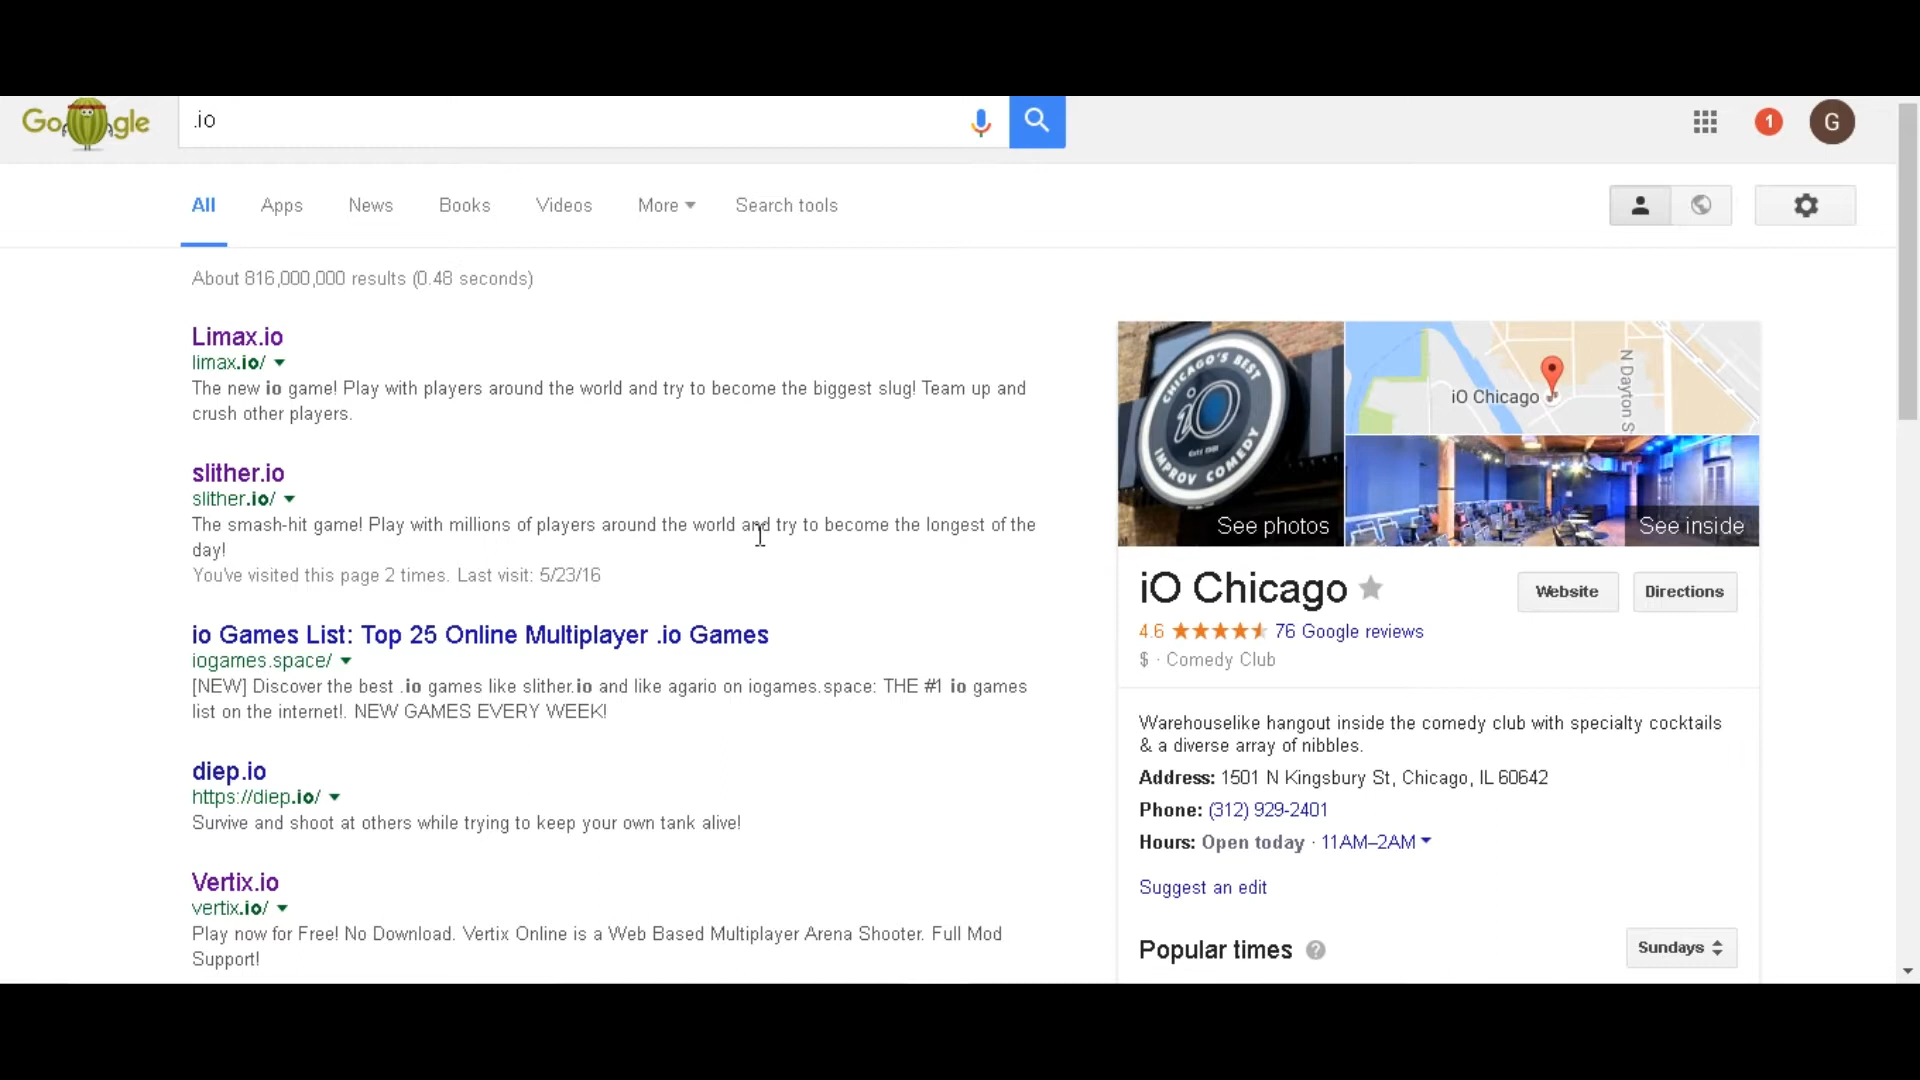 Google
.io
1
G
All Apps News Books Videos More Search tools
About 816,000,000 results (0.48 seconds)
Limax.io
limax.io/
The new io game! Play with players around the world and try to become the biggest slug! Team up and
crush other players.
slither.io
slither.io/
The smash-hit game! Play with millions of players around the world and try to become the longest of the
day!
You've visited this page 2 times. Last visit: 5/23/16
io Games List: Top 25 Online Multiplayer .io Games
iogames.space/
[NEW] Discover the best .io games like slither.io and like agario on iogames.space: THE #1 io games
list on the internet!. NEW GAMES EVERY WEEK!
diep.io
https://diep.io/
Survive and shoot at others while trying to keep your own tank alive!
Vertix.io
vertix.io/
Play now for Free! No Download. Vertix Online is a Web Based Multiplayer Arena Shooter. Full Mod
Support!
CHICAGO'S BEST
iO
IMPROV COMEDY
See photos
iO Chicago
N Dayton S
See inside
iO Chicago
Website
Directions
4.6 76 Google reviews
$ · Comedy Club
Warehouselike hangout inside the comedy club with specialty cocktails
& a diverse array of nibbles.
Address: 1501 N Kingsbury St, Chicago, IL 60642
Phone: (312) 929-2401
Hours: Open today · 11AM–2AM
Suggest an edit
Popular times ?
Sundays